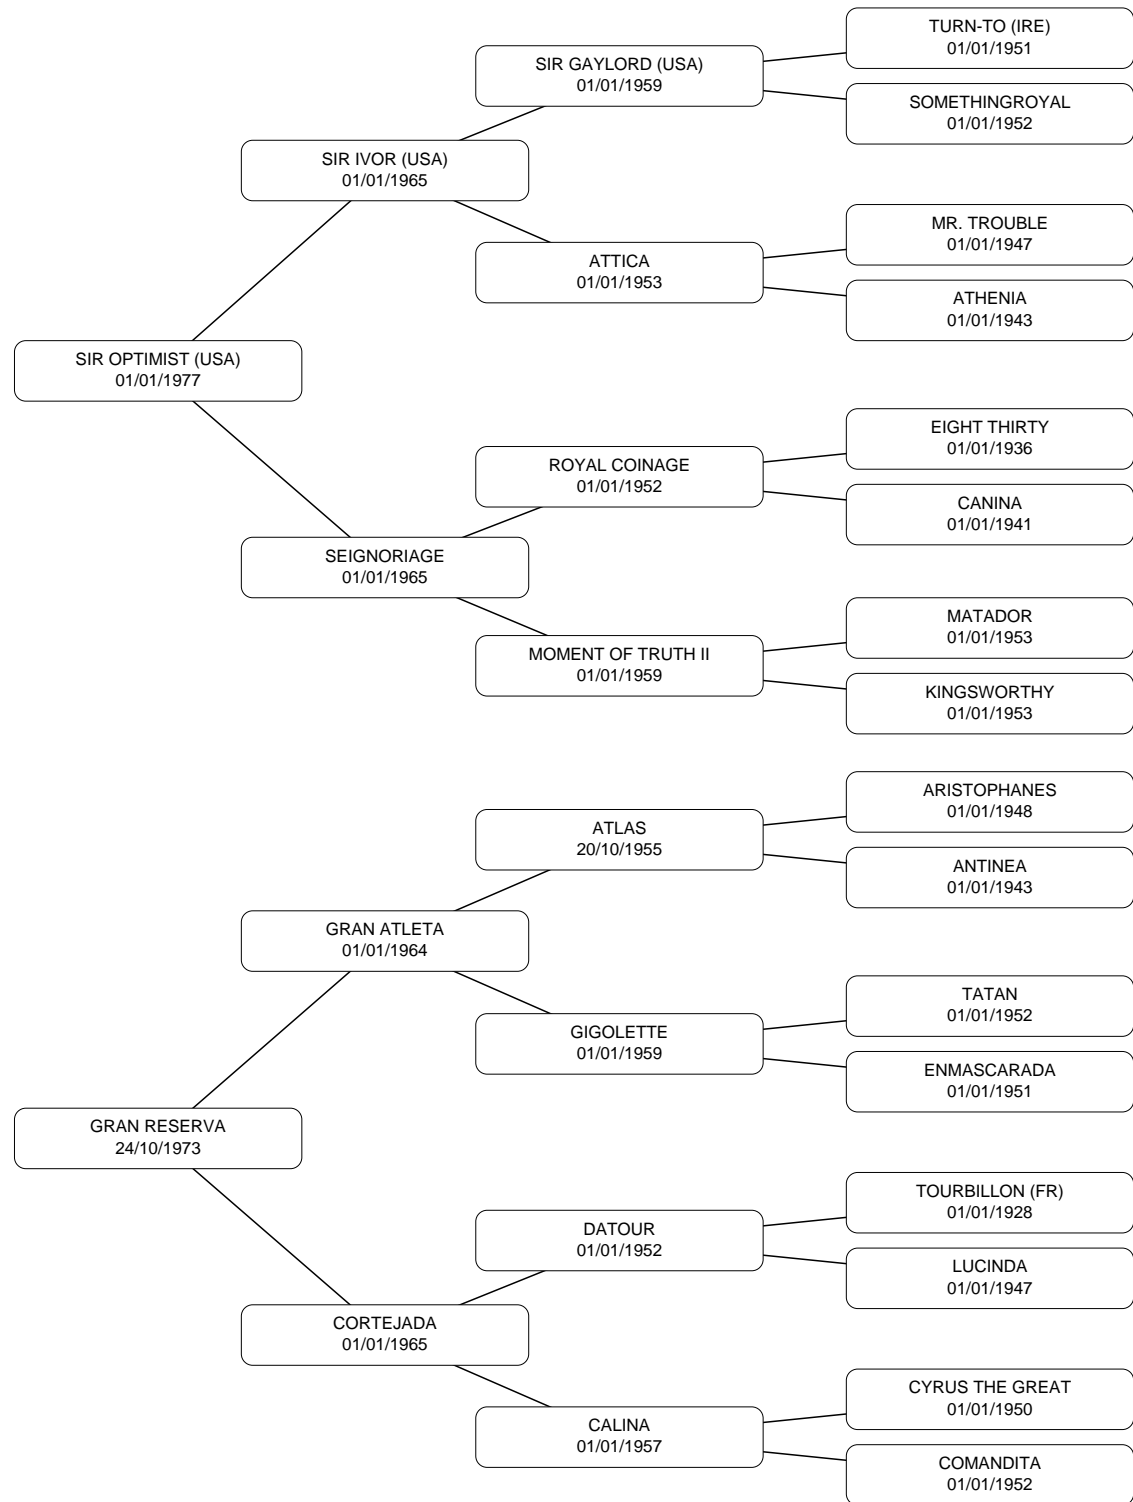 TURN-TO (IRE)
01/01/1951
SIR GAYLORD (USA)
01/01/1959
SOMETHINGROYAL
01/01/1952
SIR IVOR (USA)
01/01/1965
MR. TROUBLE
01/01/1947
ATTICA
01/01/1953
ATHENIA
01/01/1943
SIR OPTIMIST (USA)
01/01/1977
EIGHT THIRTY
01/01/1936
ROYAL COINAGE
01/01/1952
CANINA
01/01/1941
SEIGNORIAGE
01/01/1965
MATADOR
01/01/1953
MOMENT OF TRUTH II
01/01/1959
KINGSWORTHY
01/01/1953
ARISTOPHANES
01/01/1948
ATLAS
20/10/1955
ANTINEA
01/01/1943
GRAN ATLETA
01/01/1964
TATAN
01/01/1952
GIGOLETTE
01/01/1959
ENMASCARADA
01/01/1951
GRAN RESERVA
24/10/1973
TOURBILLON (FR)
01/01/1928
DATOUR
01/01/1952
LUCINDA
01/01/1947
CORTEJADA
01/01/1965
CYRUS THE GREAT
01/01/1950
CALINA
01/01/1957
COMANDITA
01/01/1952